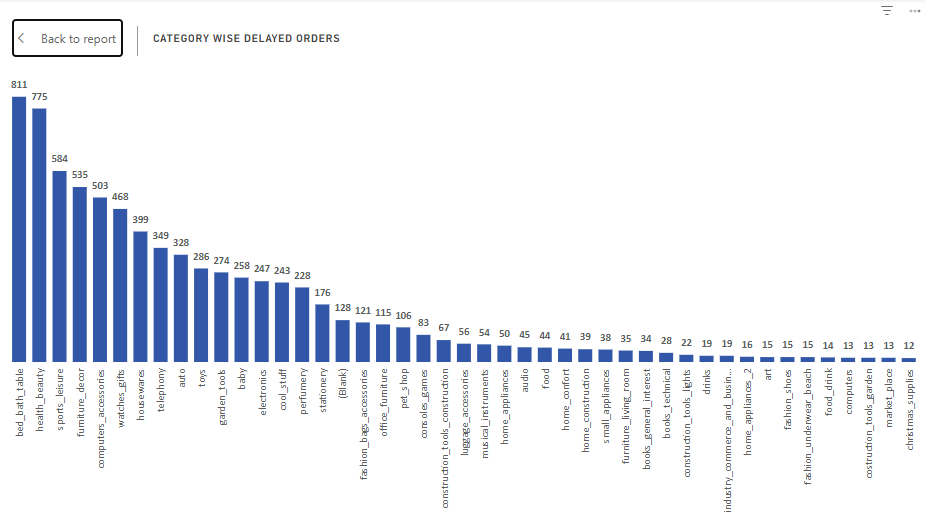 Back to report
CATEGORY WISE DELAYED ORDERS
811
775
584
535
503
468
399
349
328
286
274
258
247
243
228
176
128
121
115
106
83
67
56
54
50
45
44
41
39
38
35
34
28
22
19
19
16
15
15
15
14
13
13
13
12
bed_bath_table
health_beauty
sports_leisure
furniture_decor
computers_accessories
watches_gifts
housewares
telephony
auto
toys
garden_tools
baby
electronics
cool_stuff
perfumery
stationery
(Blank)
fashion_bags_accessories
office_furniture
pet_shop
consoles_games
construction_tools_construction
luggage_accessories
musical_instruments
home_appliances
audio
food
home_confort
home_construction
small_appliances
furniture_living_room
books_general_interest
books_technical
construction_tools_lights
drinks
industry_commerce_and_busin...
home_appliances_2
art
fashion_shoes
fashion_underwear_beach
food_drink
computers
costruction_tools_garden
market_place
christmas_supplies